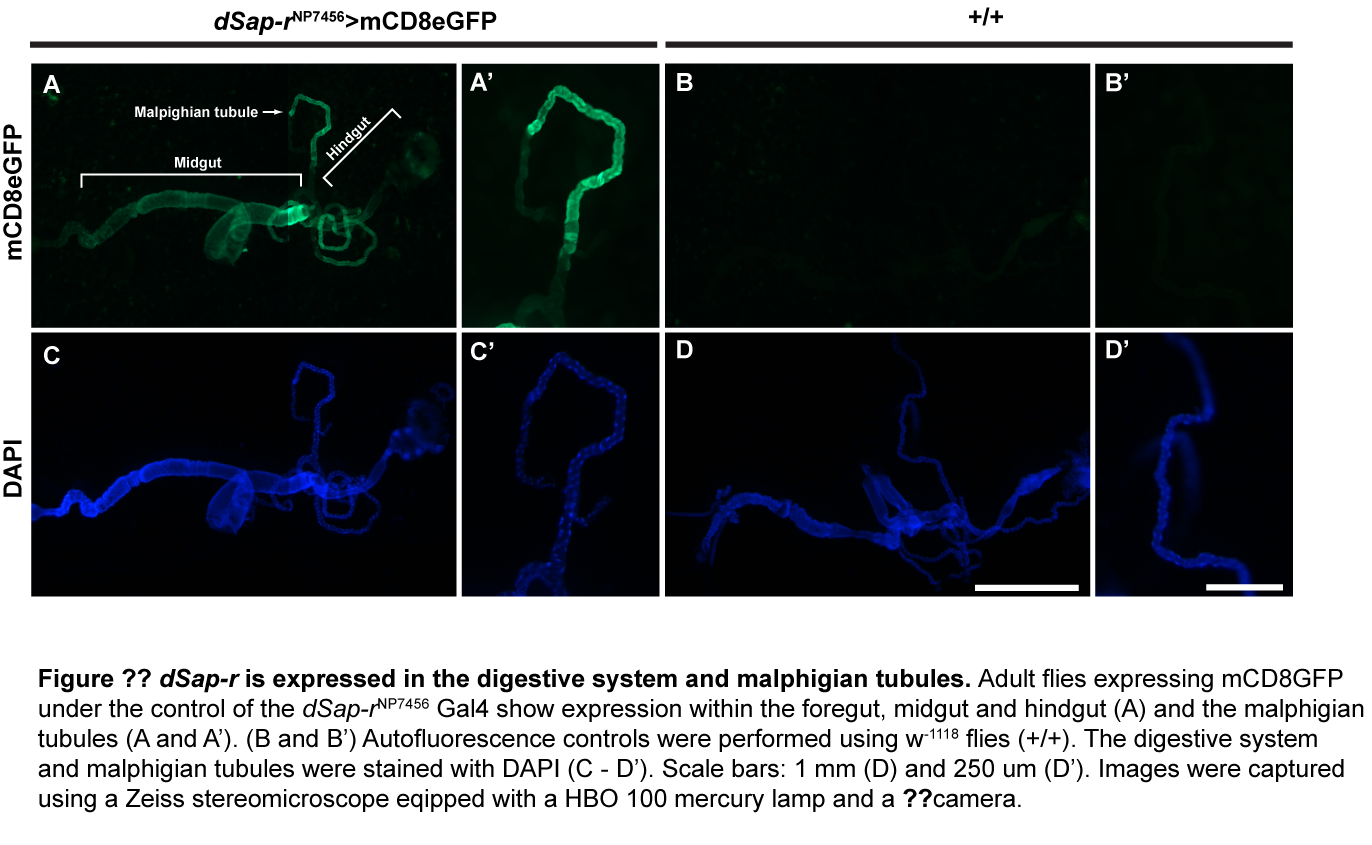 dSap-rNP7456>mCD8eGFP
+/+
mCD8eGFP
DAPI
A
Malpighian tubule
Midgut
Hindgut
A’
B
B’
C
C’
D
D’
Figure ?? dSap-r is expressed in the digestive system and malphigian tubules. Adult flies expressing mCD8GFP
under the control of the dSap-rNP7456 Gal4 show expression within the foregut, midgut and hindgut (A) and the malphigian
tubules (A and A’). (B and B’) Autofluorescence controls were performed using w-1118 flies (+/+). The digestive system
and malphigian tubules were stained with DAPI (C - D’). Scale bars: 1 mm (D) and 250 um (D’). Images were captured
using a Zeiss stereomicroscope eqipped with a HBO 100 mercury lamp and a ??camera.